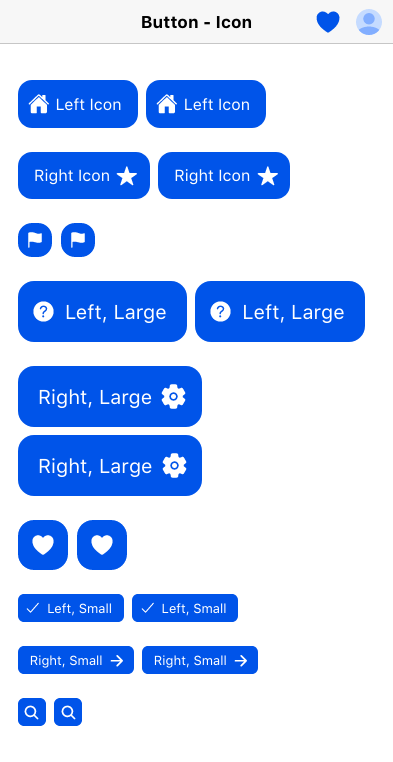 Button - Icon
Left Icon Left Icon
Right Icon Right Icon
Left, Large Left, Large
Right, Large
Right, Large
Left, Small Left, Small
Right, Small Right, Small